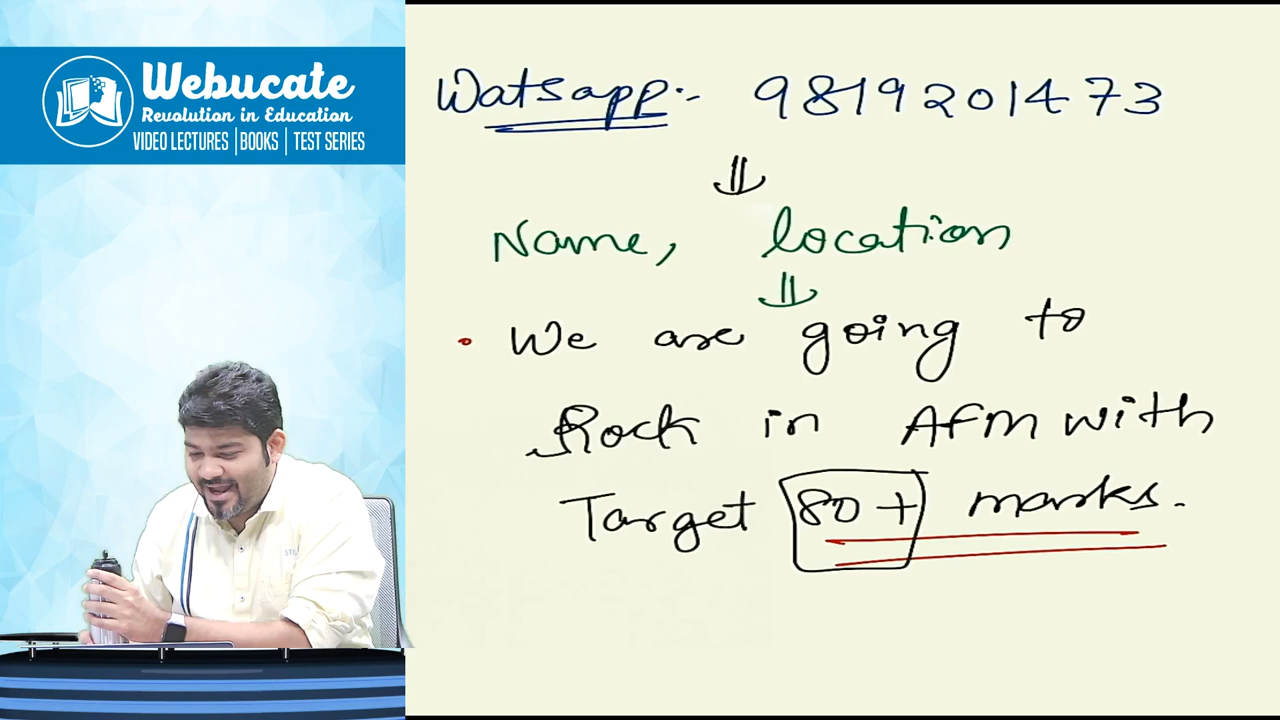 Webucate
Revolution in Education
VIDEO LECTURES | BOOKS | TEST SERIES
Watsapp:- 9819201473
Name, location
• We are going to
Rock in AFM with
Target 80+ marks.